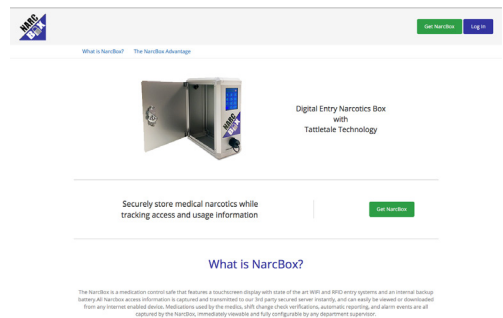 NARC
BOX
Get NarcBox
Log In
What is NarcBox?
The NarcBox Advantage
NARC
Digital Entry Narcotics Box
with
Tattletale Technology
Securely store medical narcotics while
tracking access and usage information
Get NarcBox
What is NarcBox?
The NarcBox is a medication control safe that features a touchscreen display with state of the art WIFI and RFID entry systems and an internal backup
battery.All Narcbox access information is captured and transmitted to our 3rd party secured server instantly, and can easily be viewed or downloaded
from any internet enabled device. Medications used by the medics, shift change check verifications, automatic reporting, and alarm events are all
captured by the NarcBox, immediately viewable and fully configurable by any department supervisor.